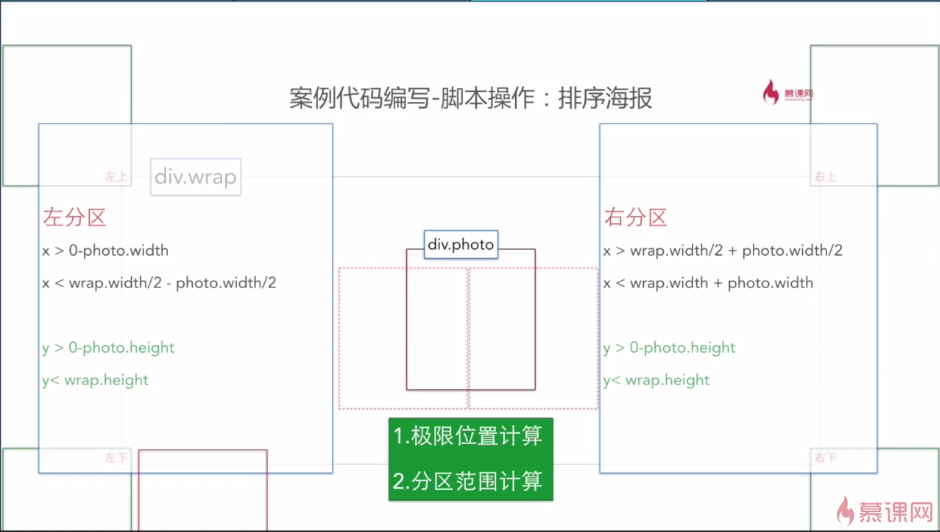 案例代码编写-脚本操作：排序海报
慕课网
左上
div.wrap
右上
左分区
x > 0-photo.width
x < wrap.width/2 - photo.width/2
y > 0-photo.height
y< wrap.height
div.photo
右分区
x > wrap.width/2 + photo.width/2
x < wrap.width + photo.width
y > 0-photo.height
y< wrap.height
1.极限位置计算
2.分区范围计算
左下
右下
慕课网